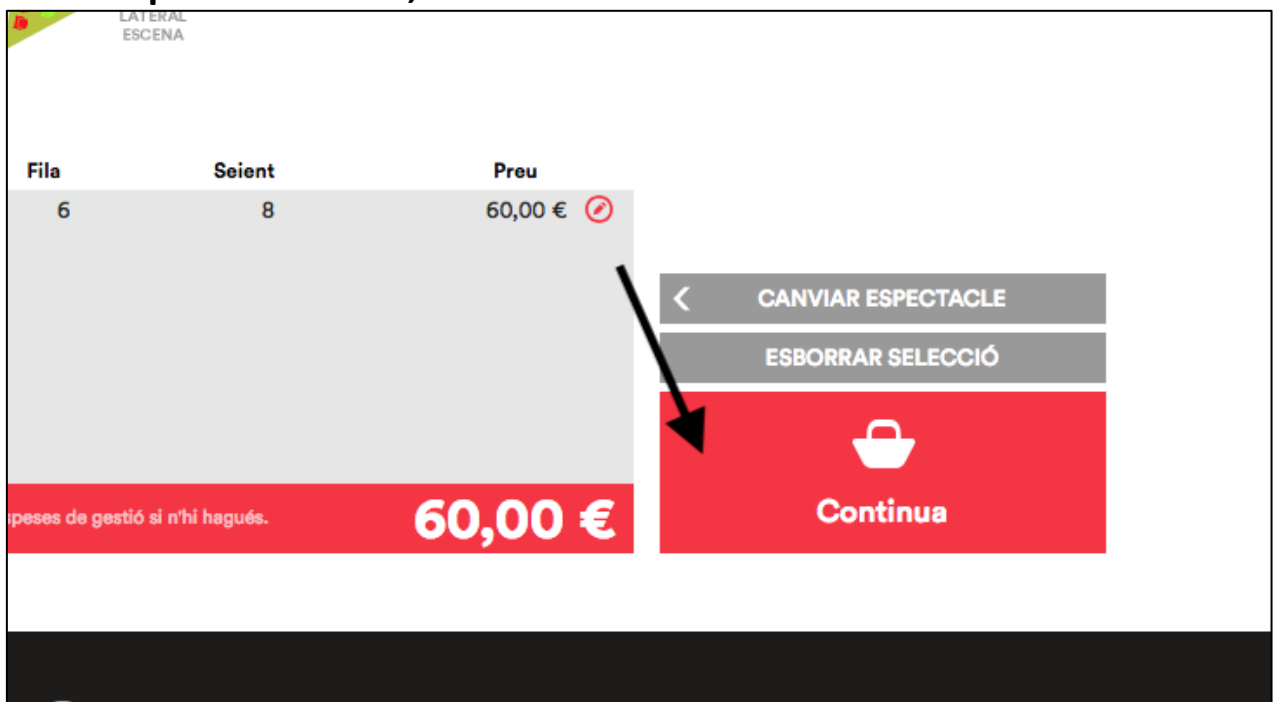 LATERAL
ESCENA
Fila Seient Preu
6 8 60,00 €
CANVIAR ESPECTACLE
ESBORRAR SELECCIÓ
de gestió si n'hi hagués. 60,00 €
Continua